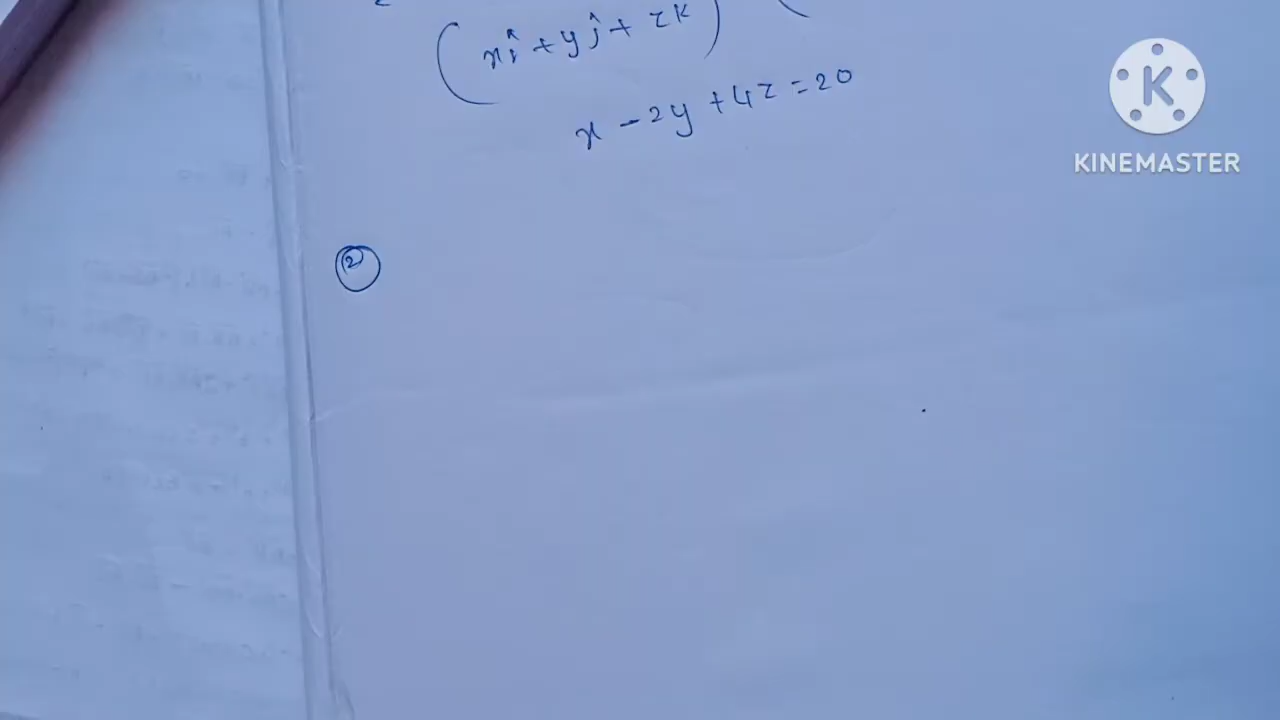 (xî + yĵ + zk) (
x - 2y + 4z = 20
②
K
KINEMASTER